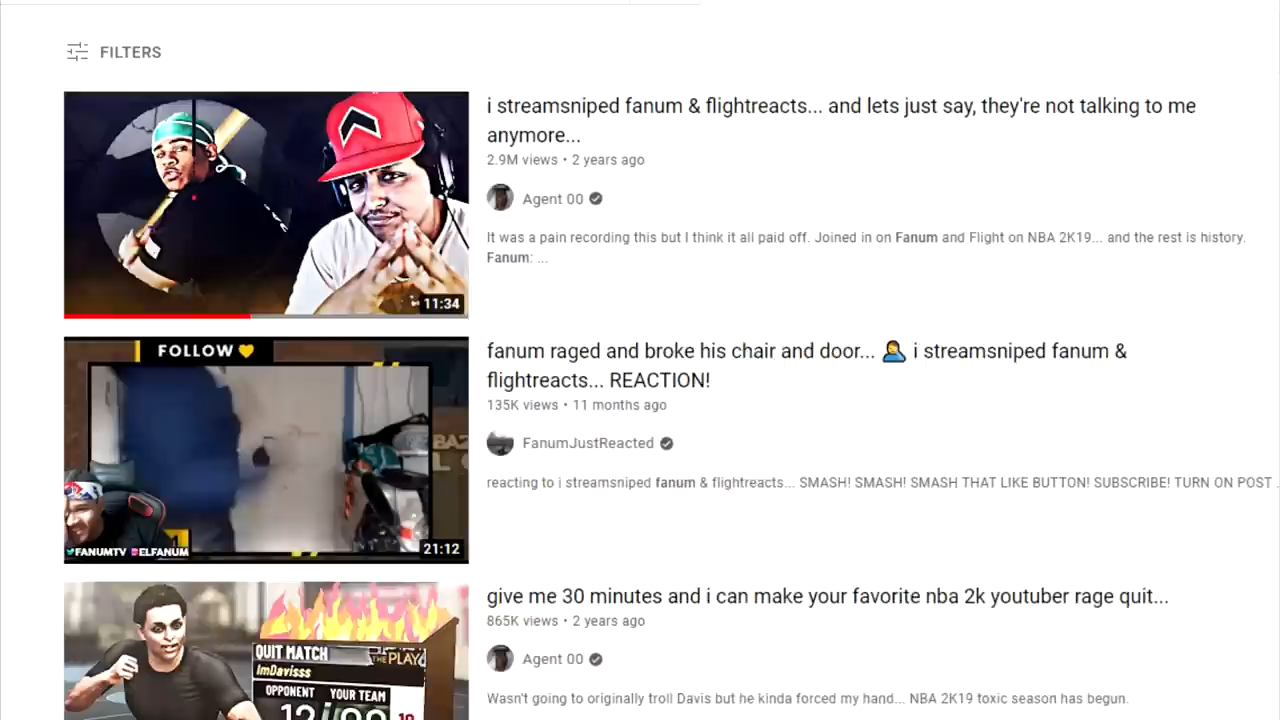 FILTERS
i streamsniped fanum & flightreacts... and lets just say, they're not talking to me
anymore...
2.9M views • 2 years ago
Agent 00
It was a pain recording this but I think it all paid off. Joined in on Fanum and Flight on NBA 2K19... and the rest is history.
Fanum: ...
11:34
FOLLOW
fanum raged and broke his chair and door... 🤦 i streamsniped fanum &
flightreacts... REACTION!
135K views • 11 months ago
FanumJustReacted
reacting to i streamsniped fanum & flightreacts... SMASH! SMASH! SMASH THAT LIKE BUTTON! SUBSCRIBE! TURN ON POST .
FANUMTV ELFANUM
21:12
give me 30 minutes and i can make your favorite nba 2k youtuber rage quit...
865K views • 2 years ago
Agent 00
Wasn't going to originally troll Davis but he kinda forced my hand... NBA 2K19 toxic season has begun.
QUIT MATCH
THE PLAY
ImDavisss
OPPONENT YOUR TEAM